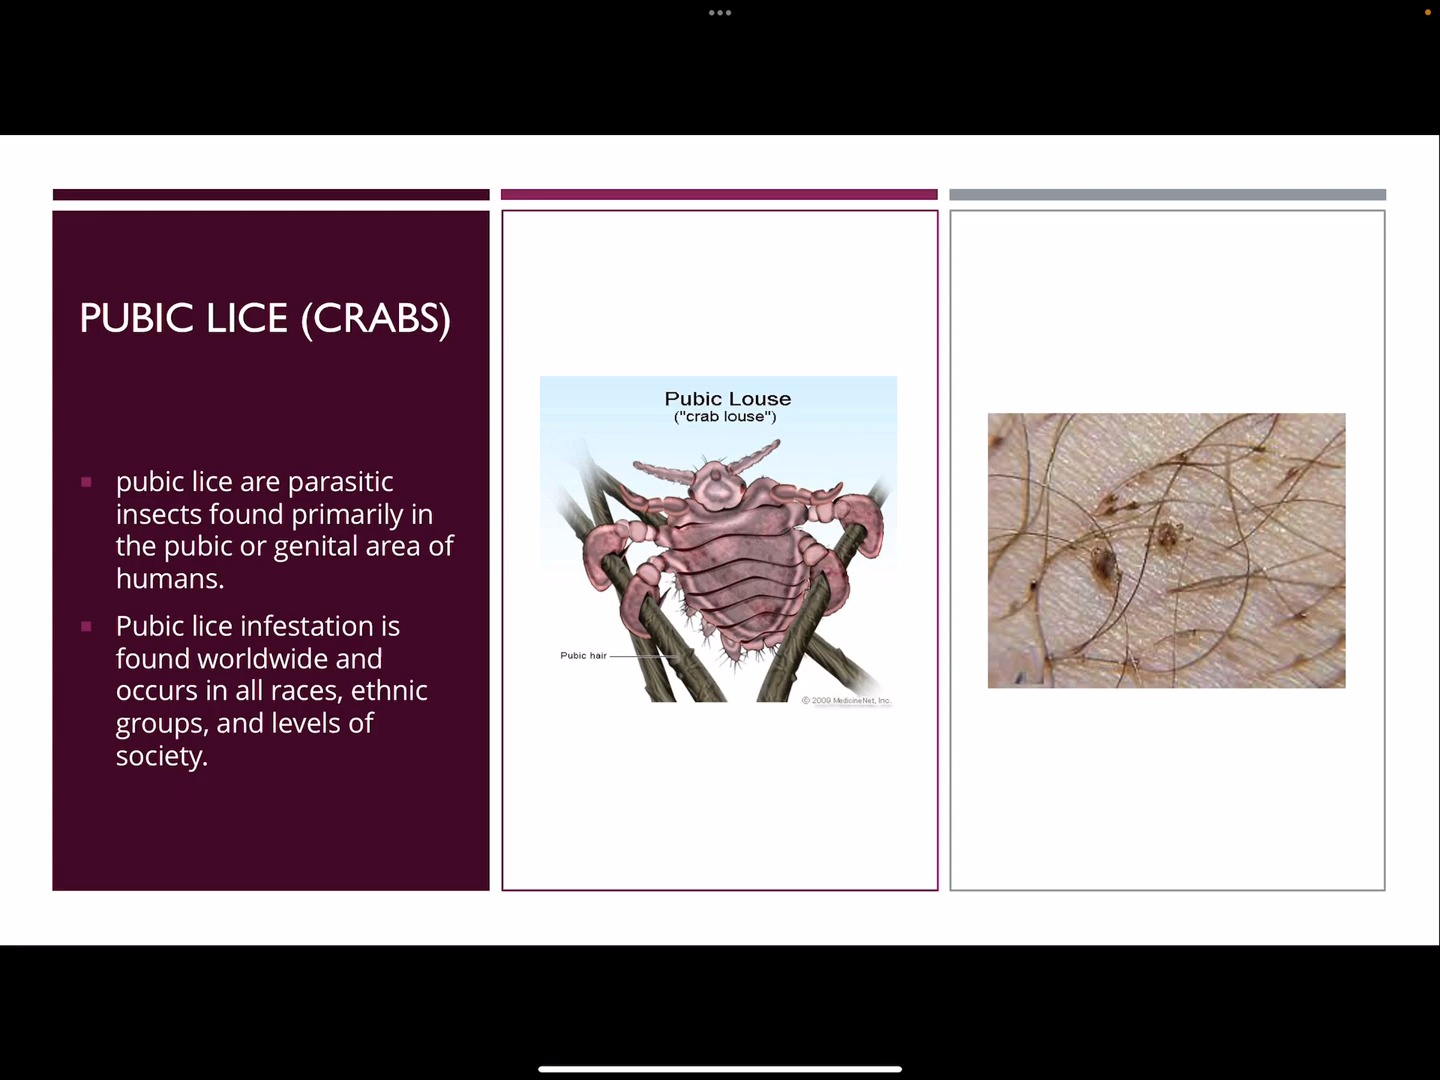 PUBIC LICE (CRABS)
pubic lice are parasitic
insects found primarily in
the pubic or genital area of
humans.
Pubic lice infestation is
found worldwide and
occurs in all races, ethnic
groups, and levels of
society.
Pubic Louse
("crab louse")
Pubic hair
© 2009 MedicineNet, Inc.